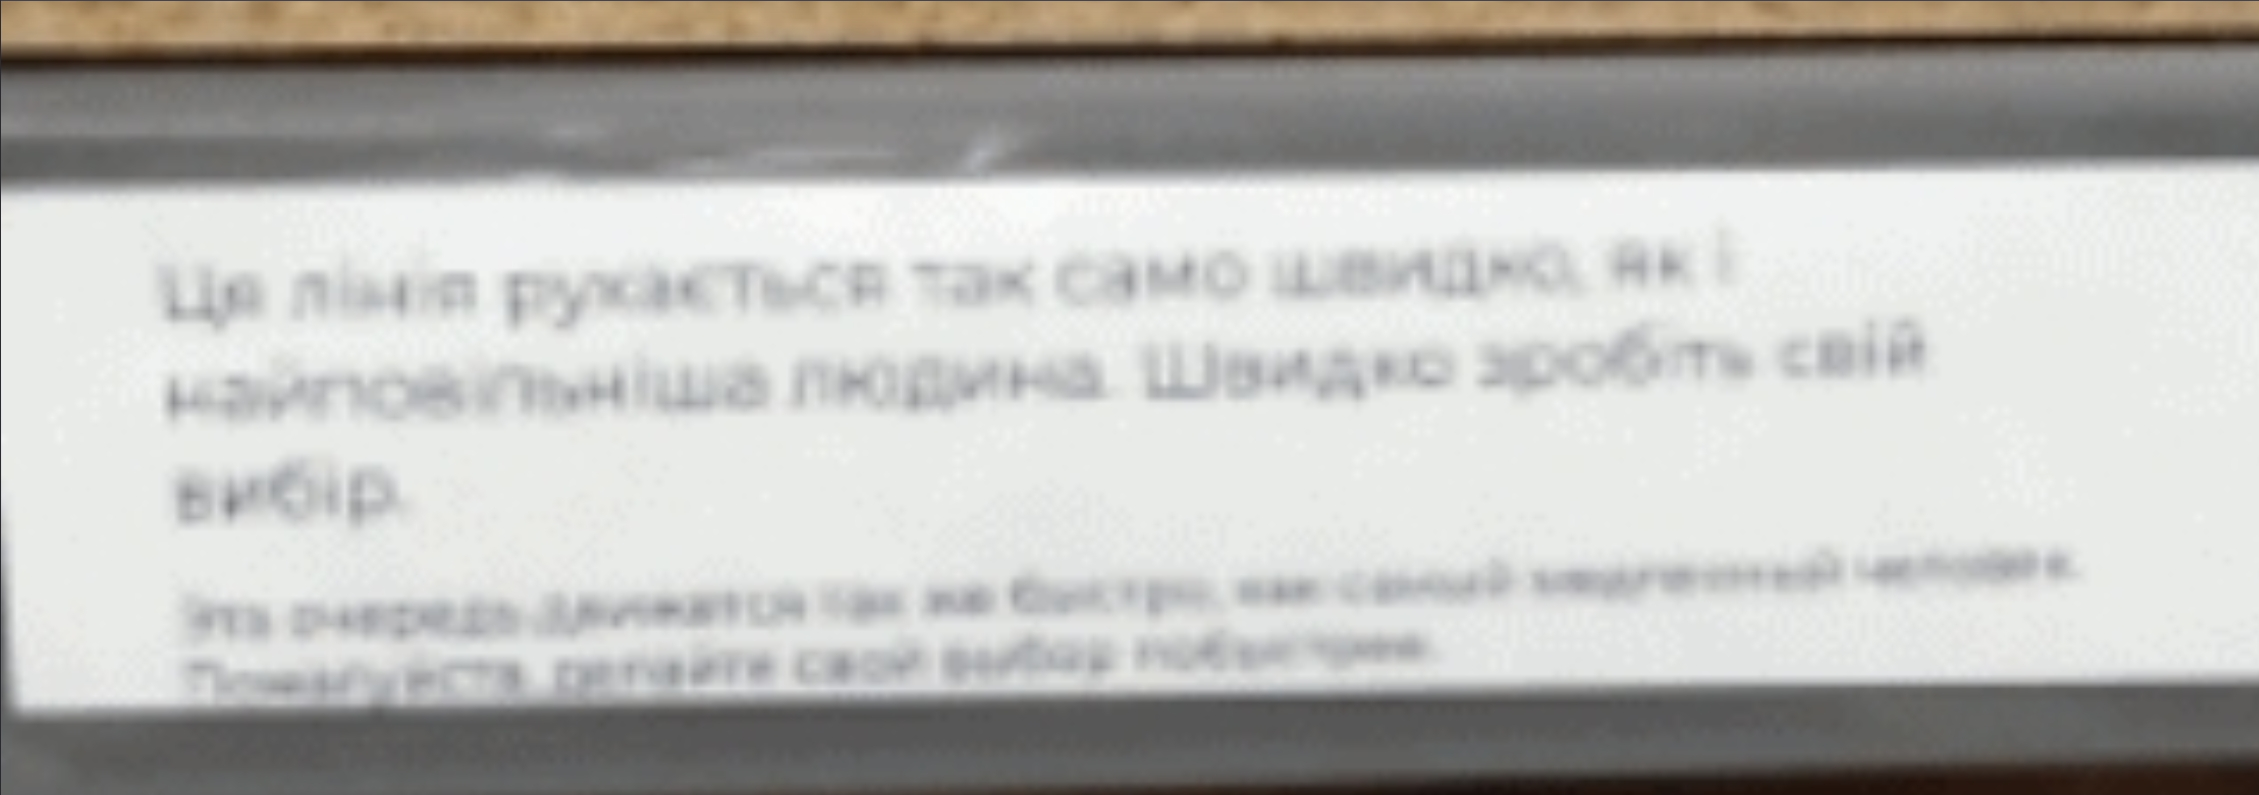 Ця лінія рухається так само швидко, як і
найповільніша людина. Швидко зробіть свій
вибір.
Эта очередь движатся так же быстро, как самый медленный человек.
Пожалуйста, делайте свой выбор побыстрее.